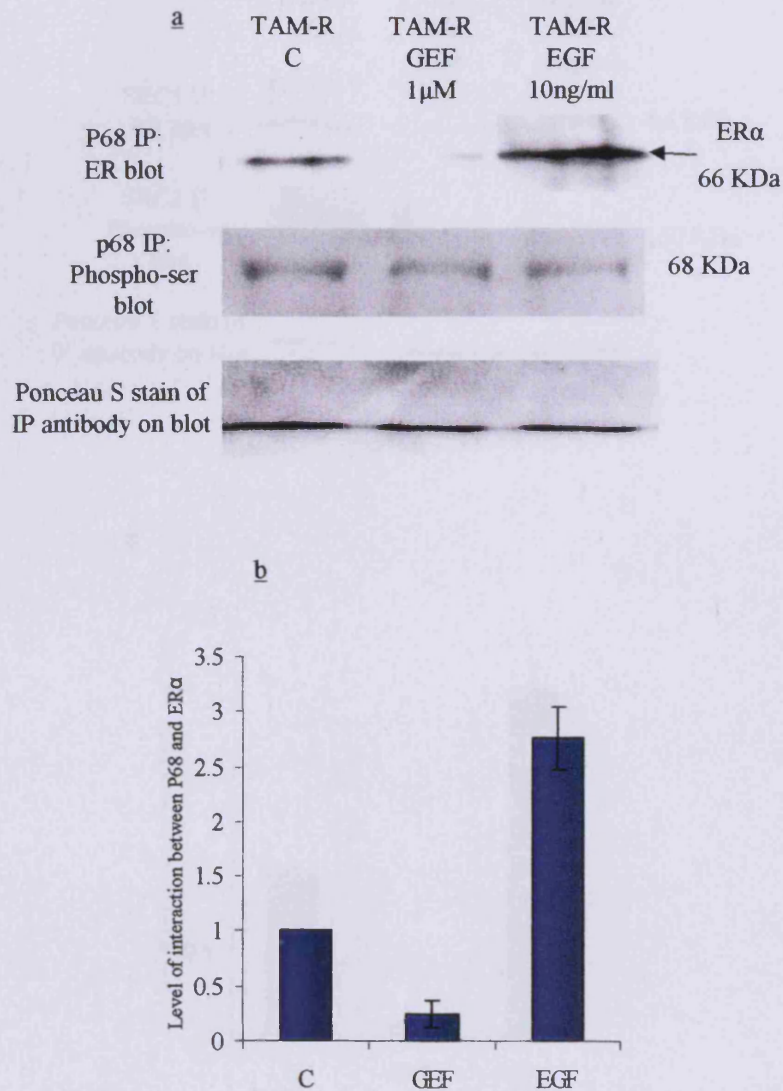 a
TAM-R
C
TAM-R
GEF
1μM
TAM-R
EGF
10ng/ml
P68 IP:
ER blot
ERα
66 KDa
p68 IP:
Phospho-ser
blot
68 KDa
Ponceau S stain of
IP antibody on blot
b
Level of interaction between P68 and ERα
3.5
3
2.5
2
1.5
1
0.5
0
C
GEF
EGF